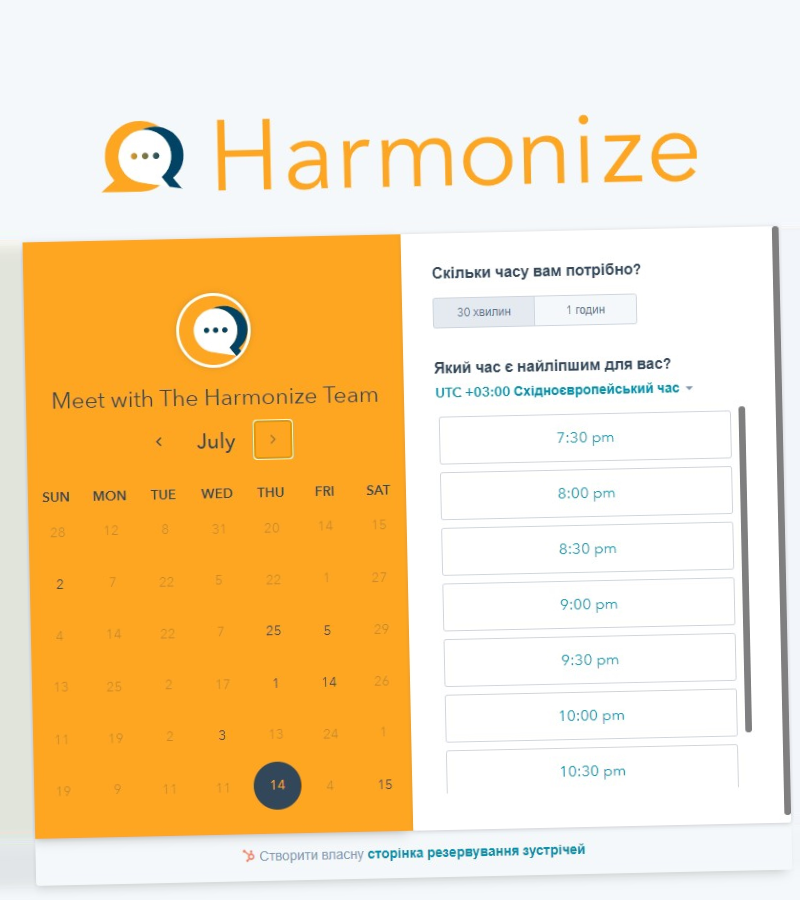 Harmonize
Meet with The Harmonize Team
July
SUN MON TUE WED THU FRI SAT
28 12 8 31 20 14 15
2 7 22 5 22 1 27
4 14 22 7 25 5 29
13 25 2 17 1 14 26
11 19 2 3 13 24 1
19 9 11 11 14 4 15
Скільки часу вам потрібно?
30 хвилин 1 годин
Який час є найліпшим для вас?
UTC +03:00 Східноєвропейський час
7:30 pm
8:00 pm
8:30 pm
9:00 pm
9:30 pm
10:00 pm
10:30 pm
Створити власну сторінка резервування зустрічей